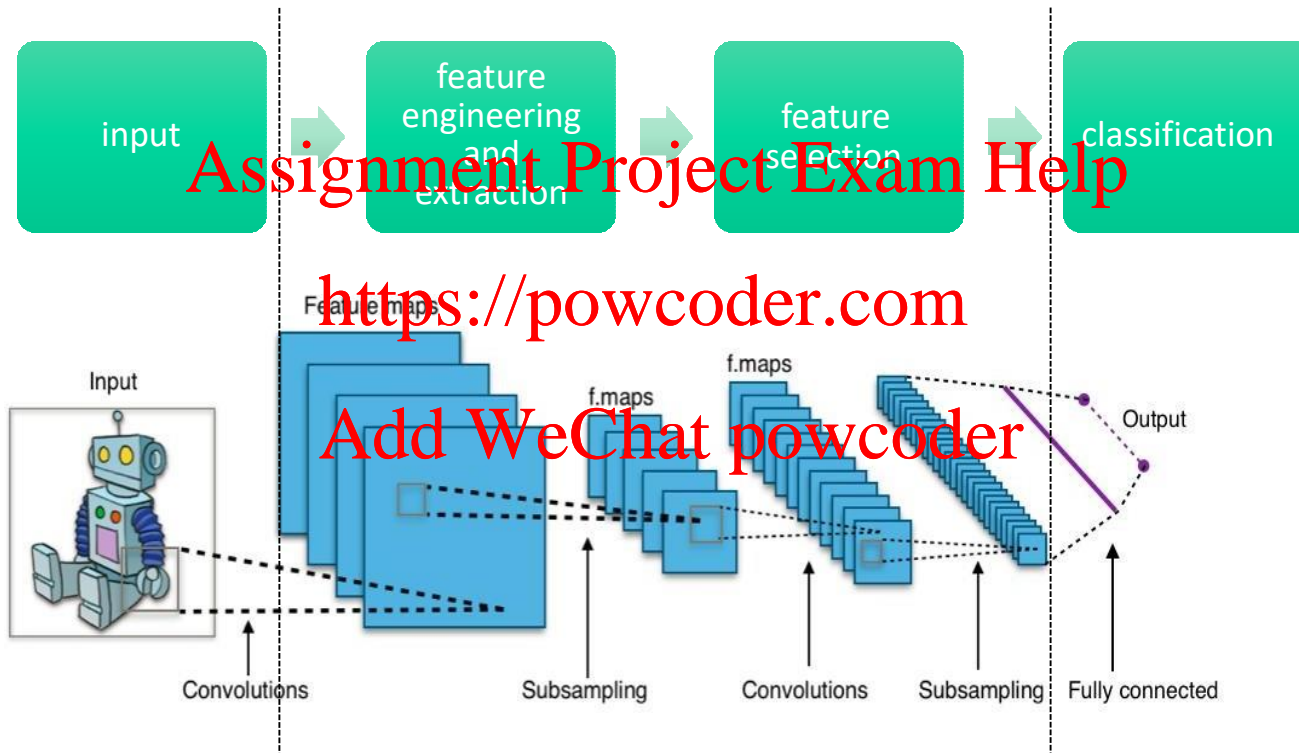 input
feature
engineering
and
extraction
feature
selection
classification
Assignment Project Exam Help
https://powcoder.com
Feature maps
f.maps
Input
f.maps
Output
Add WeChat powcoder
Convolutions
Subsampling
Convolutions
Subsampling
Fully connected